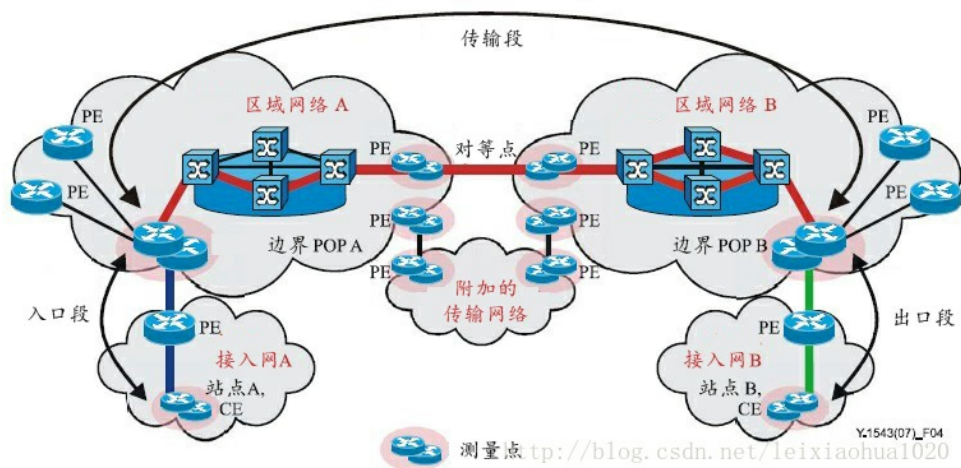 传输段
区域网络 A
区域网络 B
PE
PE
PE
对等点
PE
PE
PE
边界 POP A
PE
PE
边界 POP B
PE
PE
附加的
传输网络
入口段
出口段
PE
PE
接入网A
站点A,
CE
接入网B
站点 B,
CE
Y.1543(07)_F04
测量点
http://blog.csdn.net/leixiaohua1020